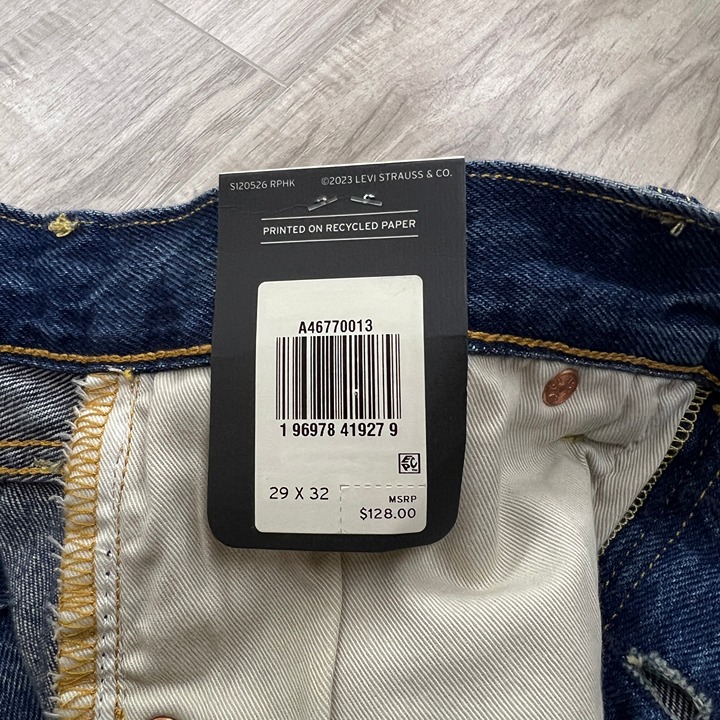 S120526 RPHK ©2023 LEVI STRAUSS & CO.
PRINTED ON RECYCLED PAPER
A46770013
1 96978 41927 9
29 X 32
MSRP
$128.00